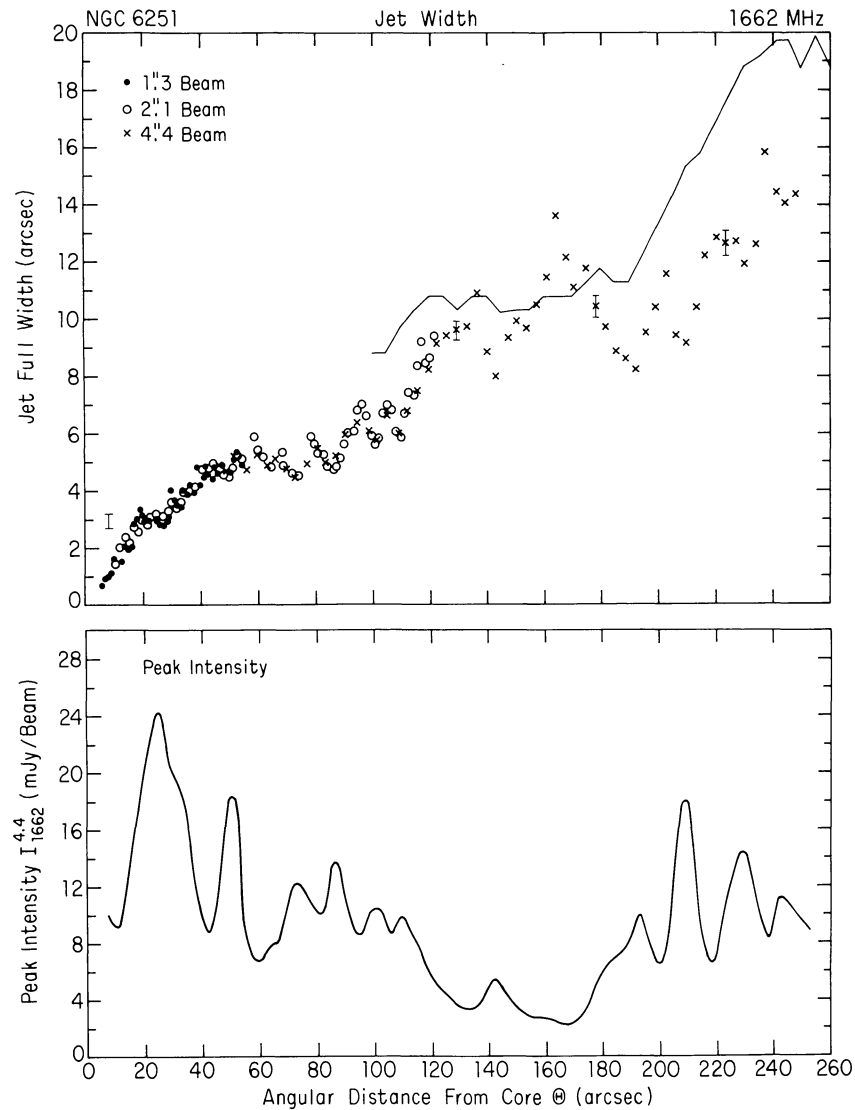 NGC 6251 Jet Width 1662 MHz
20
18
16
14
12
10
8
6
4
2
0
Jet Full Width (arcsec)
• 1".3 Beam
o 2".1 Beam
× 4".4 Beam
Peak Intensity
28
24
20
16
12
8
4
0
Peak Intensity I 4.4 1662 (mJy/Beam)
0 20 40 60 80 100 120 140 160 180 200 220 240 260
Angular Distance From Core Θ (arcsec)